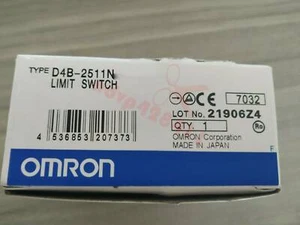 TYPE D4B-2511N
LIMIT SWITCH
CE 7032
LOT No. 21906Z4
4 536853 207373
QTY. 1
OMRON Corporation
MADE IN JAPAN
OMRON
F